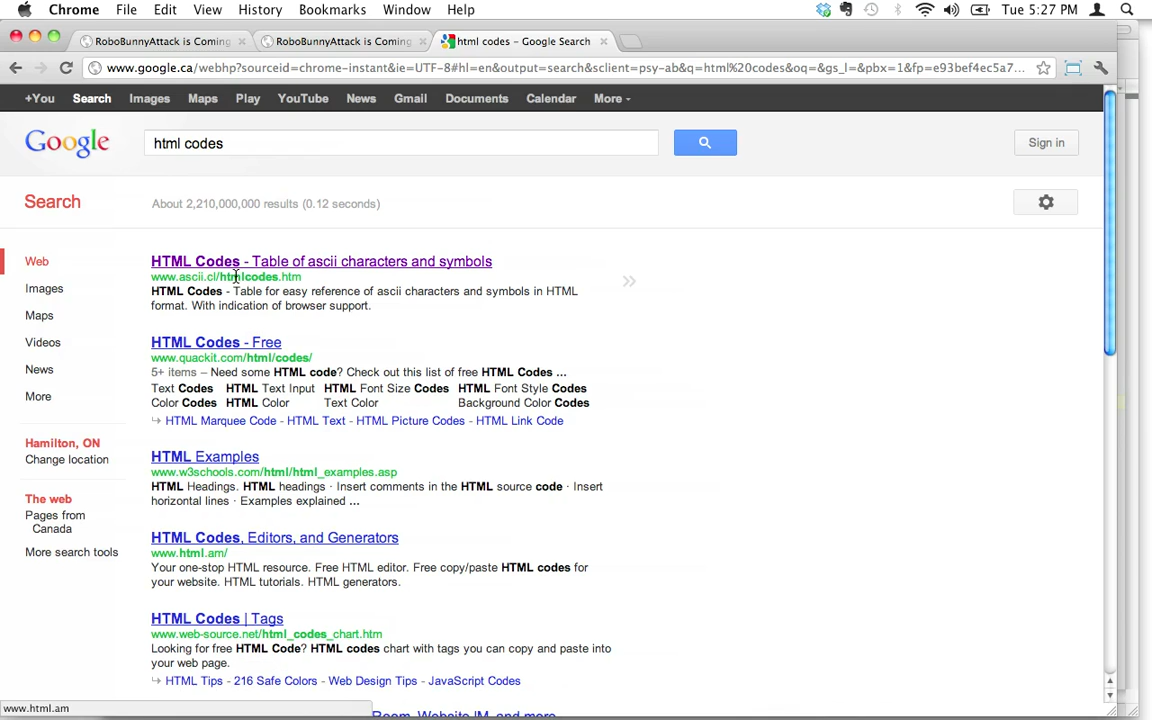 Chrome File Edit View History Bookmarks Window Help Tue 5:27 PM
RoboBunnyAttack is Coming RoboBunnyAttack is Coming html codes - Google Search
www.google.ca/webhp?sourceid=chrome-instant&ie=UTF-8#hl=en&output=search&sclient=psy-ab&q=html%20codes&oq=&gs_l=&pbx=1&fp=e93bef4ec5a7...
+You Search Images Maps Play YouTube News Gmail Documents Calendar More
Google html codes Sign in
Search About 2,210,000,000 results (0.12 seconds)
Web
Images
Maps
Videos
News
More
Hamilton, ON
Change location
The web
Pages from
Canada
More search tools
HTML Codes - Table of ascii characters and symbols
www.ascii.cl/htmlcodes.htm
HTML Codes - Table for easy reference of ascii characters and symbols in HTML
format. With indication of browser support.
HTML Codes - Free
www.quackit.com/html/codes/
5+ items – Need some HTML code? Check out this list of free HTML Codes ...
Text Codes HTML Text Input HTML Font Size Codes HTML Font Style Codes
Color Codes HTML Color Text Color Background Color Codes
HTML Marquee Code - HTML Text - HTML Picture Codes - HTML Link Code
HTML Examples
www.w3schools.com/html/html_examples.asp
HTML Headings. HTML headings · Insert comments in the HTML source code · Insert
horizontal lines · Examples explained ...
HTML Codes, Editors, and Generators
www.html.am/
Your one-stop HTML resource. Free HTML editor. Free copy/paste HTML codes for
your website. HTML tutorials. HTML generators.
HTML Codes | Tags
www.web-source.net/html_codes_chart.htm
Looking for free HTML Code? HTML codes chart with tags you can copy and paste into
your web page.
HTML Tips - 216 Safe Colors - Web Design Tips - JavaScript Codes
Room, Website IM, and more
www.html.am